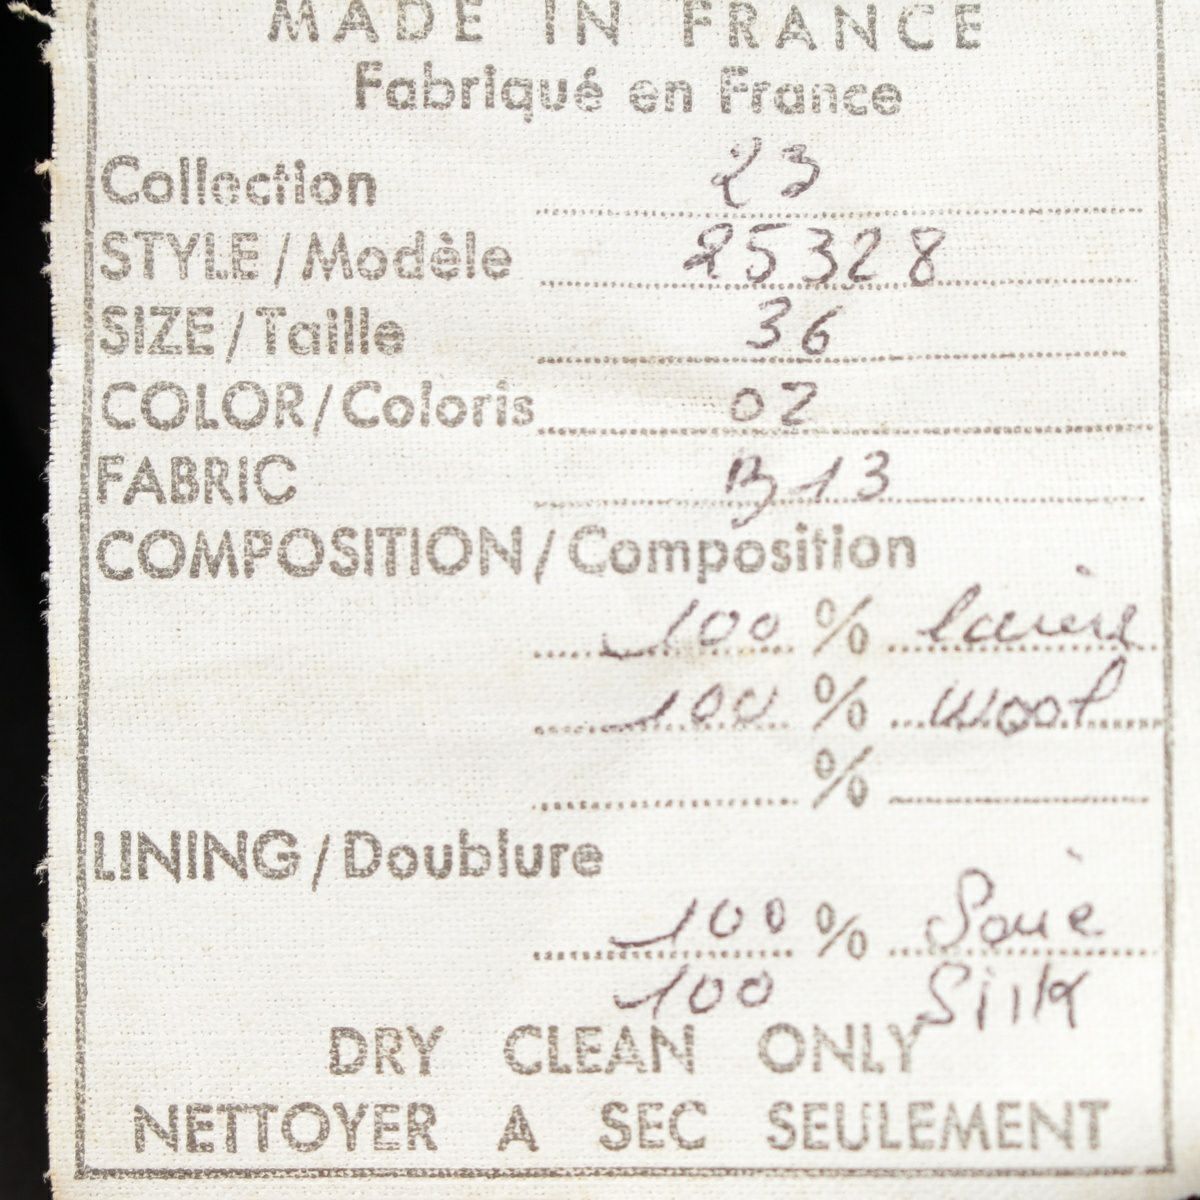 MADE IN FRANCE
Fabriqué en France
Collection 23
STYLE/Modèle 25328
SIZE/Taille 36
COLOR/Coloris 02
FABRIC B13
COMPOSITION/Composition
100 % laine
100 % wool
%
LINING/Doublure
100 % Soie
100 Silk
DRY CLEAN ONLY
NETTOYER A SEC SEULEMENT